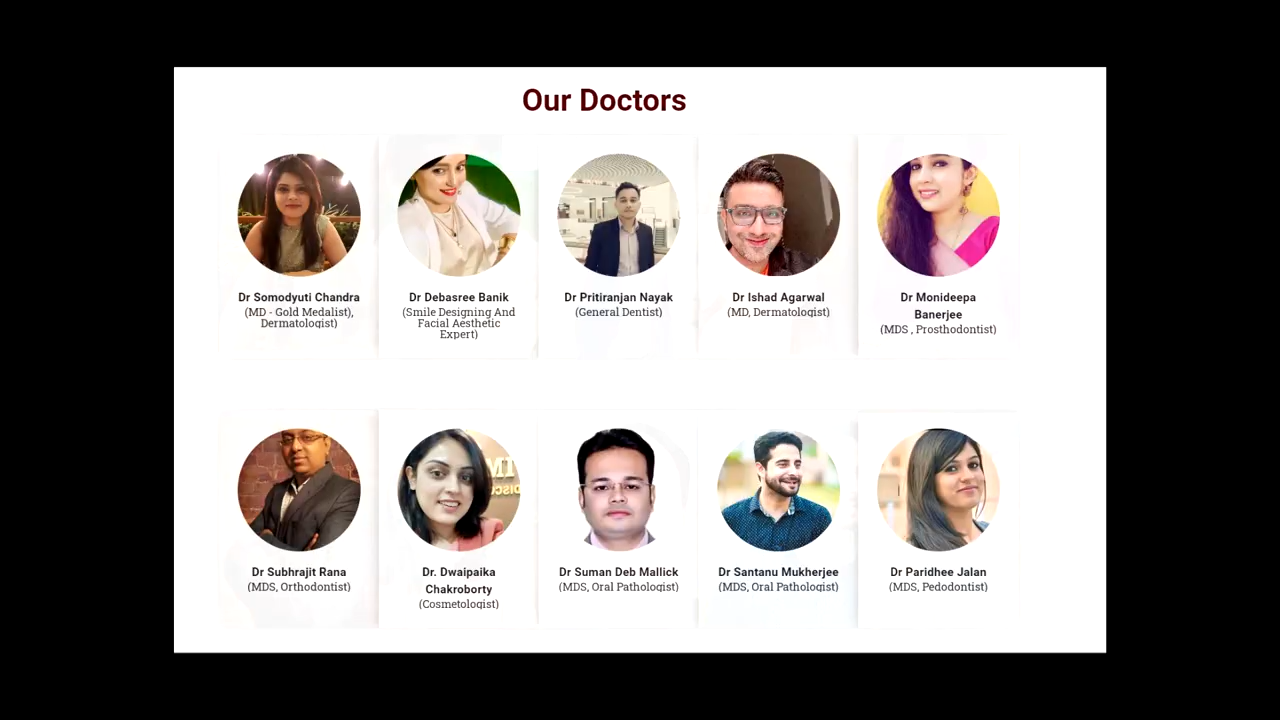 Our Doctors
Dr Somodyuti Chandra
(MD - Gold Medalist),
Dermatologist)
Dr Debasree Banik
(Smile Designing And
Facial Aesthetic
Expert)
Dr Pritiranjan Nayak
(General Dentist)
Dr Ishad Agarwal
(MD, Dermatologist)
Dr Monideepa
Banerjee
(MDS , Prosthodontist)
Dr Subhrajit Rana
(MDS, Orthodontist)
Dr. Dwaipaika
Chakroborty
(Cosmetologist)
Dr Suman Deb Mallick
(MDS, Oral Pathologist)
Dr Santanu Mukherjee
(MDS, Oral Pathologist)
Dr Paridhee Jalan
(MDS, Pedodontist)